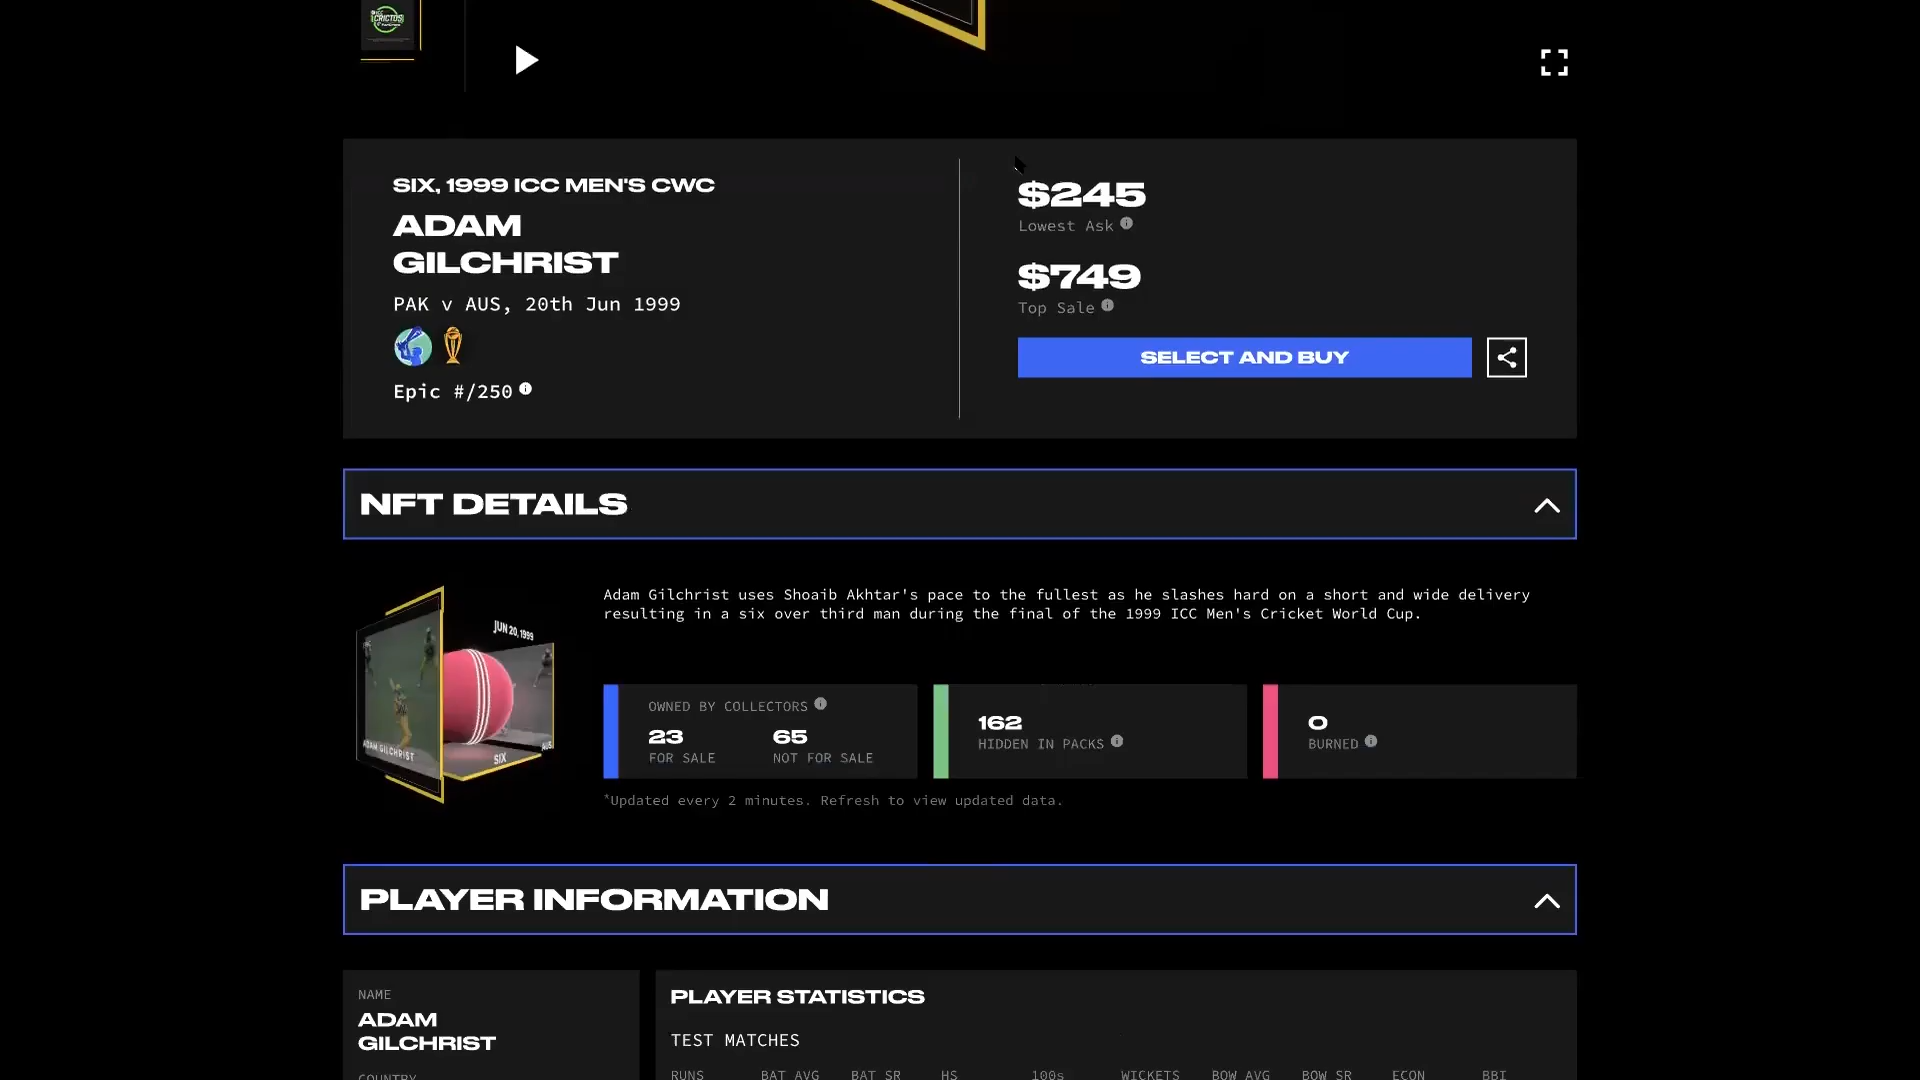 CRICTOS
SIX, 1999 ICC MEN'S CWC
ADAM
GILCHRIST
PAK v AUS, 20th Jun 1999
Epic #/250
$245
Lowest Ask
$749
Top Sale
SELECT AND BUY
NFT DETAILS
JUN 20, 1999
ADAM GILCHRIST
SIX
AUS
Adam Gilchrist uses Shoaib Akhtar's pace to the fullest as he slashes hard on a short and wide delivery
resulting in a six over third man during the final of the 1999 ICC Men's Cricket World Cup.
OWNED BY COLLECTORS
23
FOR SALE
65
NOT FOR SALE
162
HIDDEN IN PACKS
0
BURNED
*Updated every 2 minutes. Refresh to view updated data.
PLAYER INFORMATION
NAME
ADAM
GILCHRIST
COUNTRY
PLAYER STATISTICS
TEST MATCHES
RUNS BAT AVG BAT SR HS 100s WICKETS BOW AVG BOW SR ECON BBI